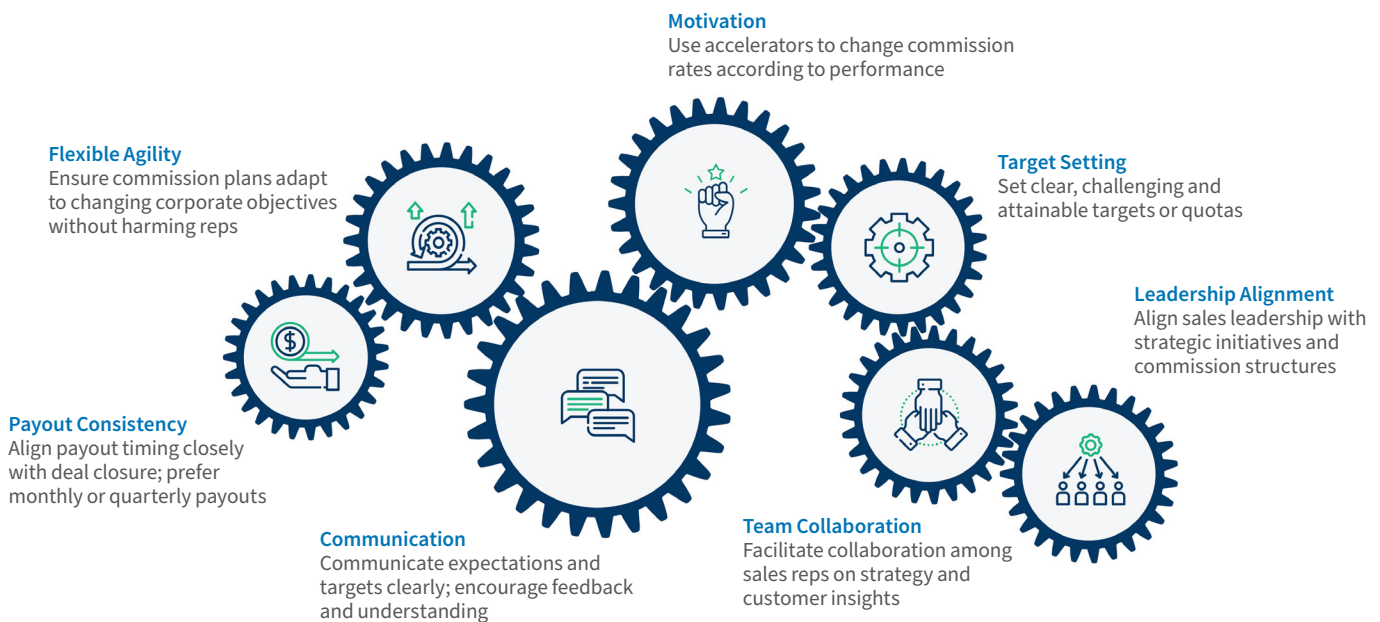 Motivation
Use accelerators to change commission
rates according to performance
Flexible Agility
Ensure commission plans adapt
to changing corporate objectives
without harming reps
Target Setting
Set clear, challenging and
attainable targets or quotas
Leadership Alignment
Align sales leadership with
strategic initiatives and
commission structures
$
Payout Consistency
Align payout timing closely
with deal closure; prefer
monthly or quarterly payouts
Communication
Communicate expectations and
targets clearly; encourage feedback
and understanding
Team Collaboration
Facilitate collaboration among
sales reps on strategy and
customer insights